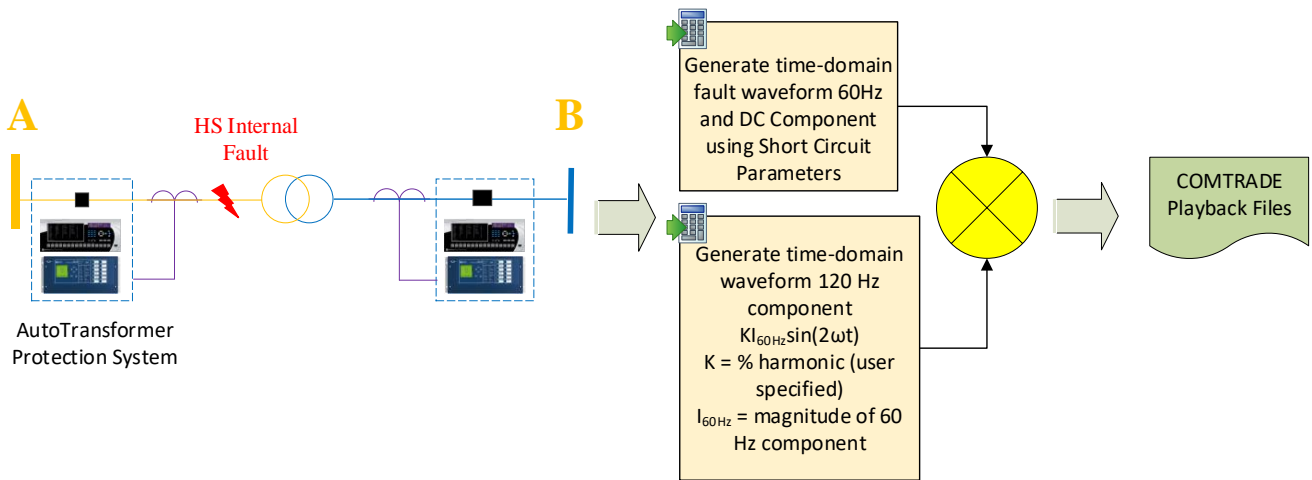 A
B
HS Internal
Fault
AutoTransformer
Protection System
Generate time-domain
fault waveform 60Hz
and DC Component
using Short Circuit
Parameters
Generate time-domain
waveform 120 Hz
component
KI60Hzsin(2ωt)
K = % harmonic (user
specified)
I60Hz = magnitude of 60
Hz component
COMTRADE
Playback Files